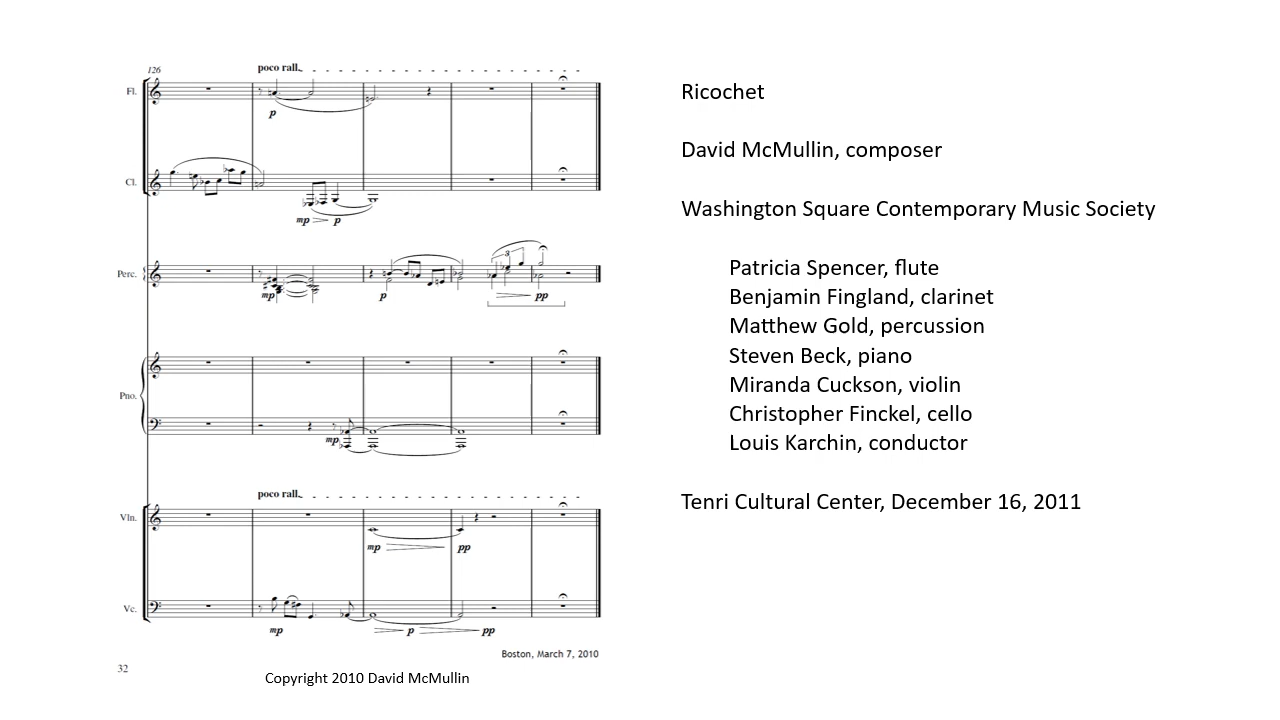 126
poco rall.
Fl.
p
Cl.
mp p
Perc.
3
mp p pp
Pno.
mp
poco rall.
Vln.
mp pp
Vc.
mp p pp
Boston, March 7, 2010
32
Copyright 2010 David McMullin
Ricochet
David McMullin, composer
Washington Square Contemporary Music Society
Patricia Spencer, flute
Benjamin Fingland, clarinet
Matthew Gold, percussion
Steven Beck, piano
Miranda Cuckson, violin
Christopher Finckel, cello
Louis Karchin, conductor
Tenri Cultural Center, December 16, 2011